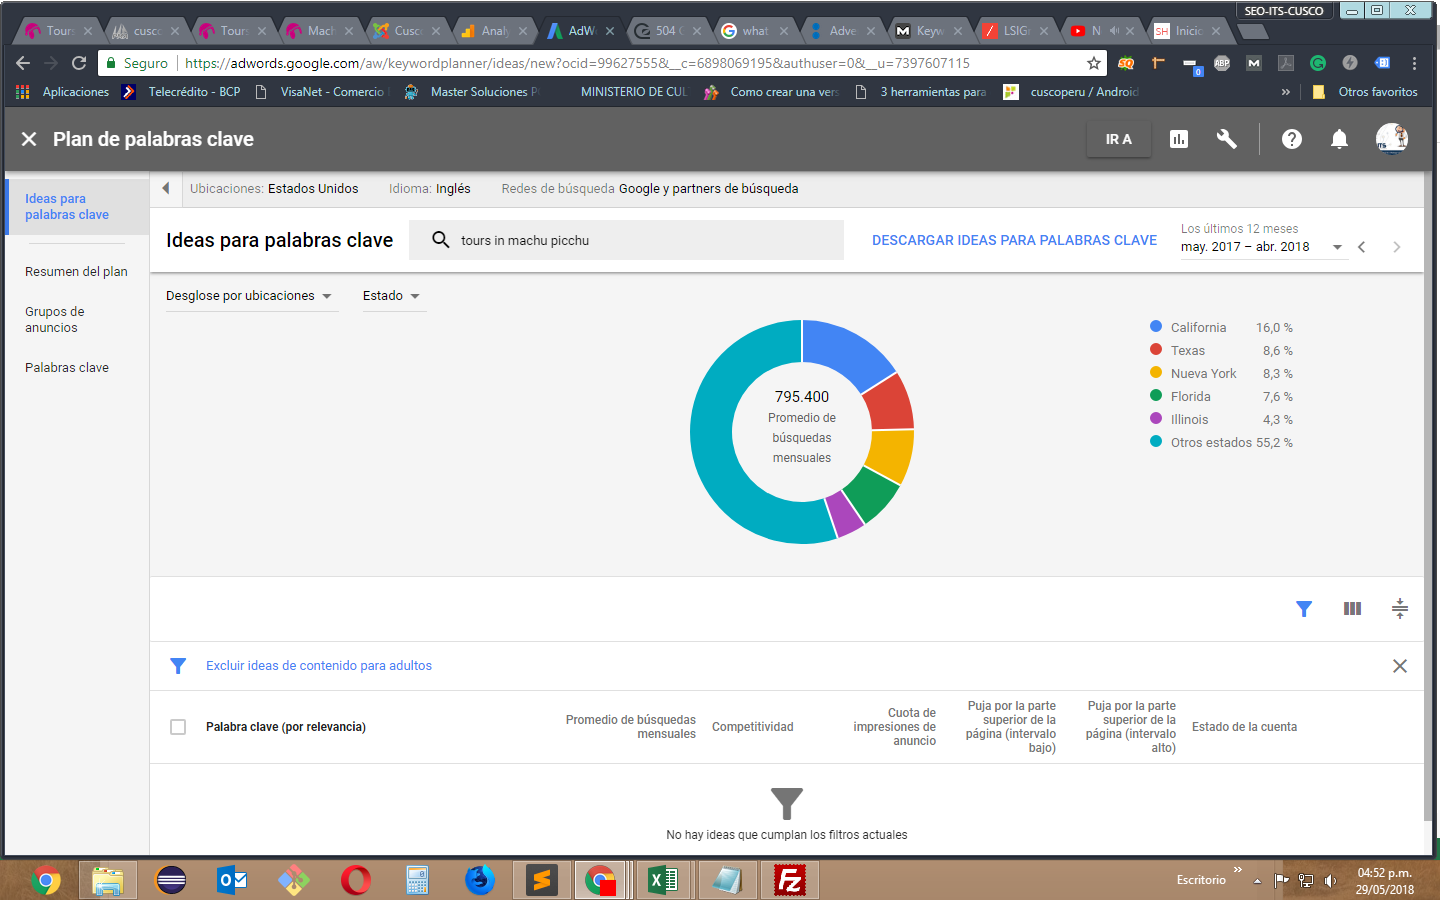 SEO-ITS-CUSCO
Tours
cusco
Tours
Mach
Cusc
Analy
AdWo
504 G
what
Adve
Keyw
LSIGr
N
Inicio
Seguro
https://adwords.google.com/aw/keywordplanner/ideas/new?ocid=99627555&__c=6898069195&authuser=0&__u=7397607115
Aplicaciones
Telecrédito - BCP
VisaNet - Comercio
Master Soluciones P
MINISTERIO DE CUL
Como crear una vers
3 herramientas para
cuscoperu / Android
»
Otros favoritos
Plan de palabras clave
IR A
Ideas para
palabras clave
Resumen del plan
Grupos de
anuncios
Palabras clave
Ubicaciones: Estados Unidos
Idioma: Inglés
Redes de búsqueda Google y partners de búsqueda
Ideas para palabras clave
tours in machu picchu
DESCARGAR IDEAS PARA PALABRAS CLAVE
Los últimos 12 meses
may. 2017 – abr. 2018
Desglose por ubicaciones
Estado
795.400
Promedio de
búsquedas
mensuales
California 16,0 %
Texas 8,6 %
Nueva York 8,3 %
Florida 7,6 %
Illinois 4,3 %
Otros estados 55,2 %
Excluir ideas de contenido para adultos
Palabra clave (por relevancia)
Promedio de búsquedas
mensuales
Competitividad
Cuota de
impresiones de
anuncio
Puja por la parte
superior de la
página (intervalo
bajo)
Puja por la parte
superior de la
página (intervalo
alto)
Estado de la cuenta
No hay ideas que cumplan los filtros actuales
Escritorio
»
04:52 p.m.
29/05/2018